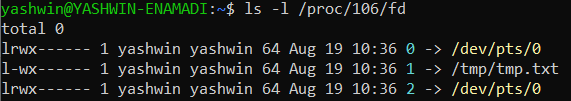 yashwin@YASHWIN-ENAMADI:~$ ls -l /proc/106/fd
total 0
lrwx------ 1 yashwin yashwin 64 Aug 19 10:36 0 -> /dev/pts/0
l-wx------ 1 yashwin yashwin 64 Aug 19 10:36 1 -> /tmp/tmp.txt
lrwx------ 1 yashwin yashwin 64 Aug 19 10:36 2 -> /dev/pts/0